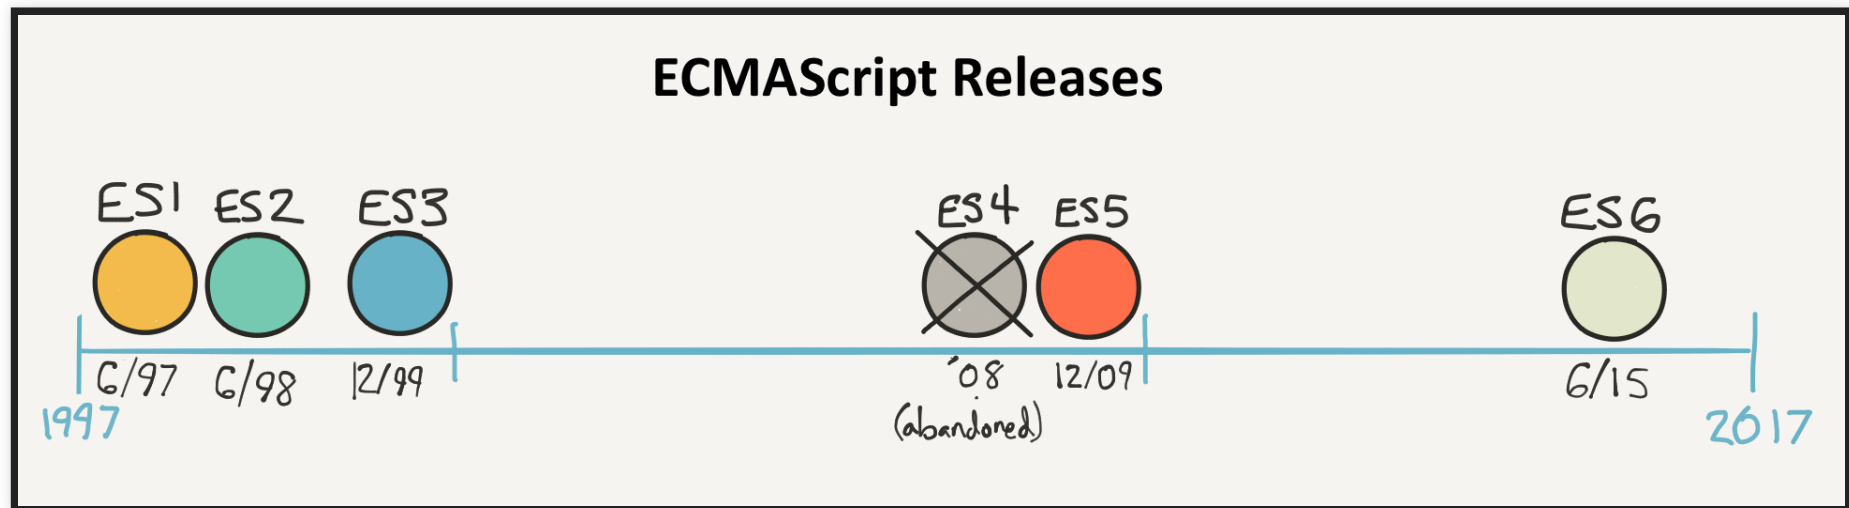 ECMAScript Releases
ES1 ES2 ES3 ES4 ES5 ES6
6/97 6/98 12/99 '08 12/09 6/15
(abandoned)
1997 2017